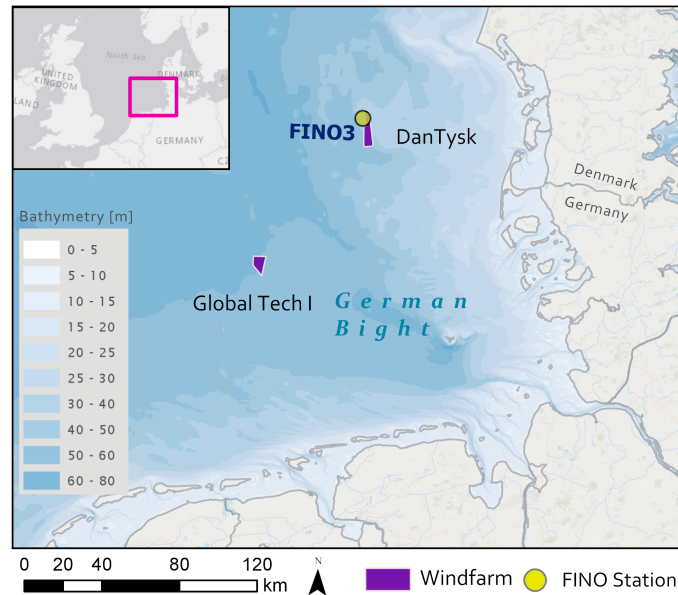 North Sea
UNITED
KINGDOM
DENMARK
LAND
GERMANY
CZ
FINO3
DanTysk
Denmark
Germany
Bathymetry [m]
0 - 5
5 - 10
10 - 15
15 - 20
20 - 25
25 - 30
30 - 40
40 - 50
50 - 60
60 - 80
Global Tech I
German
Bight
0 20 40 80 120
km
N
Windfarm
FINO Station